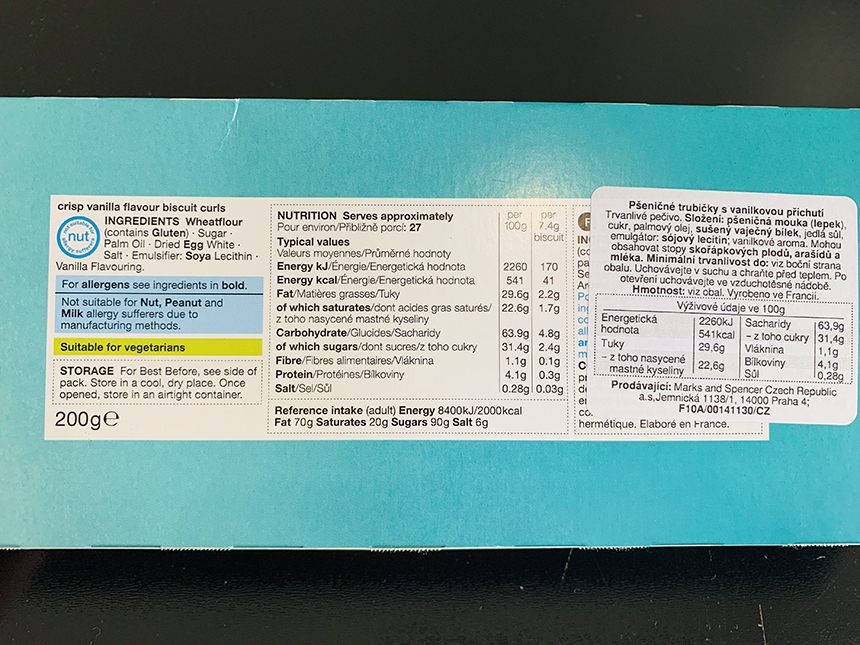 crisp vanilla flavour biscuit curls
not suitable for
nut
allergy sufferers
INGREDIENTS Wheatflour
(contains Gluten) · Sugar ·
Palm Oil · Dried Egg White ·
Salt · Emulsifier: Soya Lecithin ·
Vanilla Flavouring.
For allergens see ingredients in bold.
Not suitable for Nut, Peanut and
Milk allergy sufferers due to
manufacturing methods.
Suitable for vegetarians
STORAGE For Best Before, see side of
pack. Store in a cool, dry place. Once
opened, store in an airtight container.
200g℮
NUTRITION Serves approximately
Pour environ/Přibližně porcí: 27
per 100g per 7.4g biscuit
Typical values
Valeurs moyennes/Průměrné hodnoty
Energy kJ/Énergie/Energetická hodnota 2260 170
Energy kcal/Énergie/Energetická hodnota 541 41
Fat/Matières grasses/Tuky 29.6g 2.2g
of which saturates/dont acides gras saturés/ 22.6g 1.7g
z toho nasycené mastné kyseliny
Carbohydrate/Glucides/Sacharidy 63.9g 4.8g
of which sugars/dont sucres/z toho cukry 31.4g 2.4g
Fibre/Fibres alimentaires/Vláknina 1.1g 0.1g
Protein/Protéines/Bílkoviny 4.1g 0.3g
Salt/Sel/Sůl 0.28g 0.03g
Reference intake (adult) Energy 8400kJ/2000kcal
Fat 70g Saturates 20g Sugars 90g Salt 6g
hermétique. Elaboré en France.
Pšeničné trubičky s vanilkovou příchutí
Trvanlivé pečivo. Složení: pšeničná mouka (lepek),
cukr, palmový olej, sušený vaječný bílek, jedlá sůl,
emulgátor: sójový lecitin; vanilkové aroma. Mohou
obsahovat stopy skořápkových plodů, arašídů a
mléka. Minimální trvanlivost do: viz boční strana
obalu. Uchovávejte v suchu a chraňte před teplem. Po
otevření uchovávejte ve vzduchotěsné nádobě.
Hmotnost: viz obal. Vyrobeno ve Francii.
Výživové údaje ve 100g
Energetická hodnota 2260kJ 541kcal
Tuky 29,6g
– z toho nasycené mastné kyseliny 22,6g
Sacharidy 63,9g
– z toho cukry 31,4g
Vláknina 1,1g
Bílkoviny 4,1g
Sůl 0,28g
Prodávající: Marks and Spencer Czech Republic
a.s,Jemnická 1138/1, 14000 Praha 4;
F10A/00141130/CZ